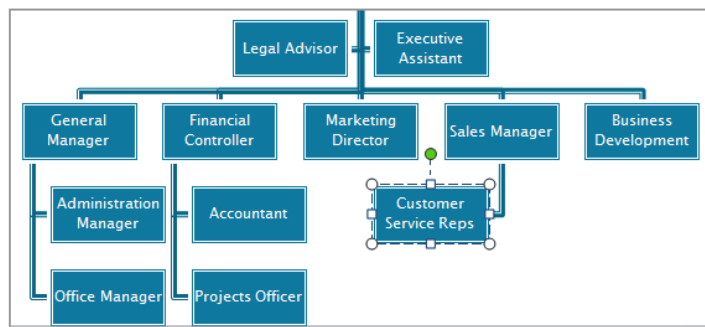 Legal Advisor
Executive
Assistant
General
Manager
Financial
Controller
Marketing
Director
Sales Manager
Business
Development
Administration
Manager
Accountant
Customer
Service Reps
Office Manager
Projects Officer